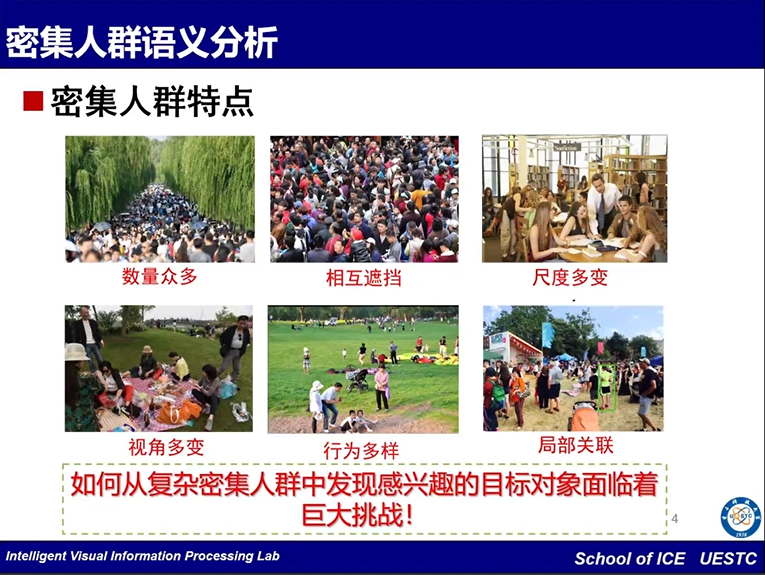 密集人群语义分析
密集人群特点
数量众多
相互遮挡
尺度多变
视角多变
行为多样
局部关联
如何从复杂密集人群中发现感兴趣的目标对象面临着
巨大挑战！
4
UESTC
1956
Intelligent Visual Information Processing Lab
School of ICE UESTC